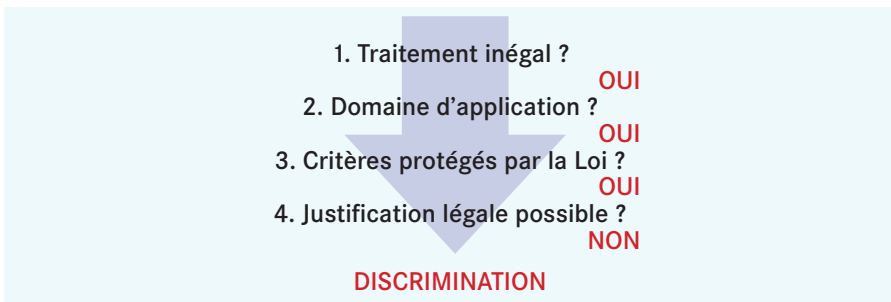 1. Traitement inégal ?
OUI
2. Domaine d’application ?
OUI
3. Critères protégés par la Loi ?
OUI
4. Justification légale possible ?
NON
DISCRIMINATION